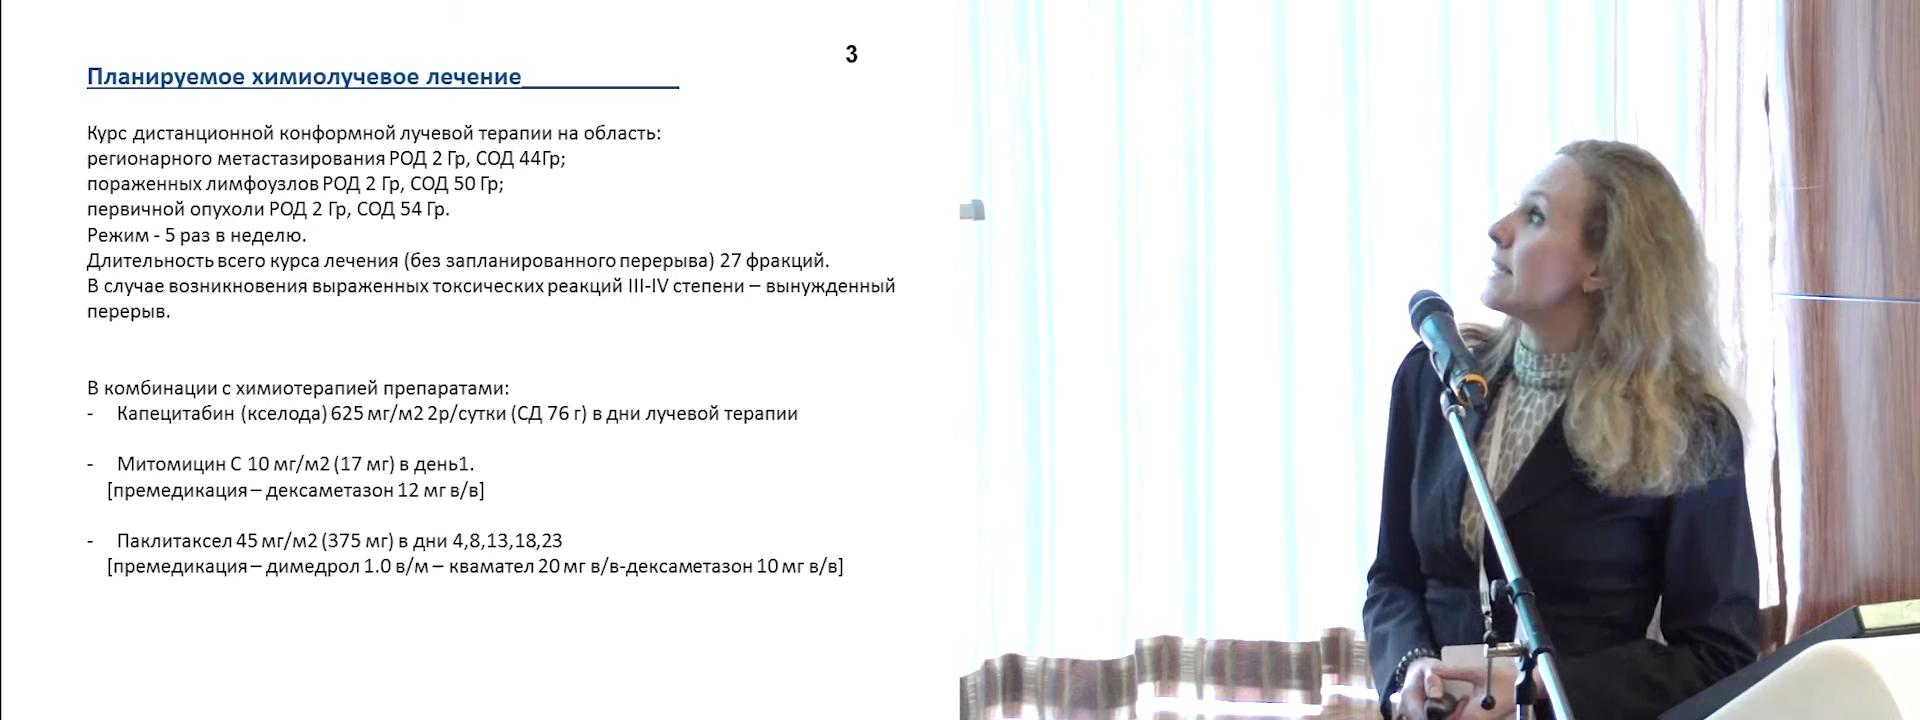 3
Планируемое химиолучевое лечение____________
Курс дистанционной конформной лучевой терапии на область:
регионарного метастазирования РОД 2 Гр, СОД 44Гр;
пораженных лимфоузлов РОД 2 Гр, СОД 50 Гр;
первичной опухоли РОД 2 Гр, СОД 54 Гр.
Режим - 5 раз в неделю.
Длительность всего курса лечения (без запланированного перерыва) 27 фракций.
В случае возникновения выраженных токсических реакций III-IV степени – вынужденный
перерыв.
В комбинации с химиотерапией препаратами:
- Капецитабин (кселода) 625 мг/м2 2р/сутки (СД 76 г) в дни лучевой терапии
- Митомицин С 10 мг/м2 (17 мг) в день1.
[премедикация – дексаметазон 12 мг в/в]
- Паклитаксел 45 мг/м2 (375 мг) в дни 4,8,13,18,23
[премедикация – димедрол 1.0 в/м – квамател 20 мг в/в-дексаметазон 10 мг в/в]